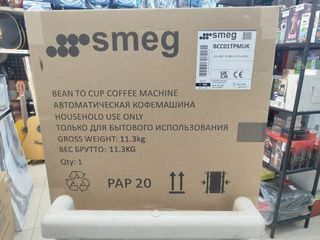 smeg
smeg
BCC01TPMUK
BEAN TO CUP COFFEE MACHINE
АВТОМАТИЧЕСКАЯ КОФЕМАШИНА
HOUSEHOLD USE ONLY
ТОЛЬКО ДЛЯ БЫТОВОГО ИСПОЛЬЗОВАНИЯ
GROSS WEIGHT: 11.3kg
ВЕС БРУТТО: 11.3KG
Qty: 1
PAP 20